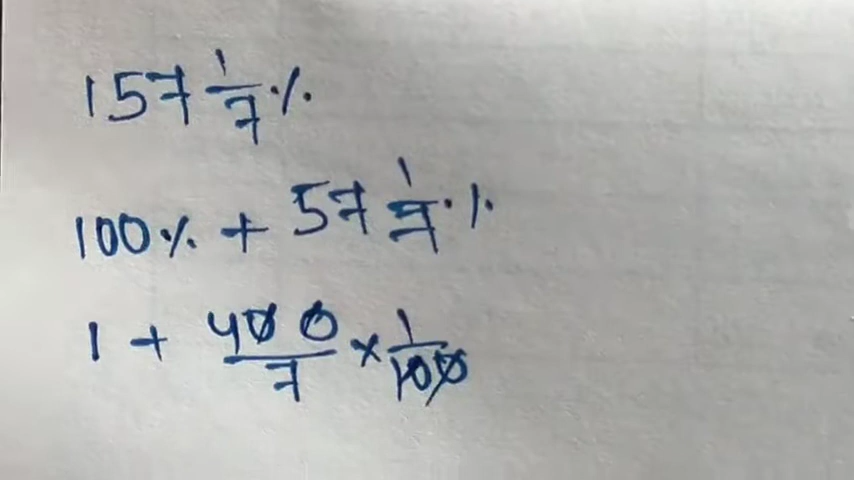 157 1/7 %
100% + 57 1/7 %
1 + 400/7 × 1/100